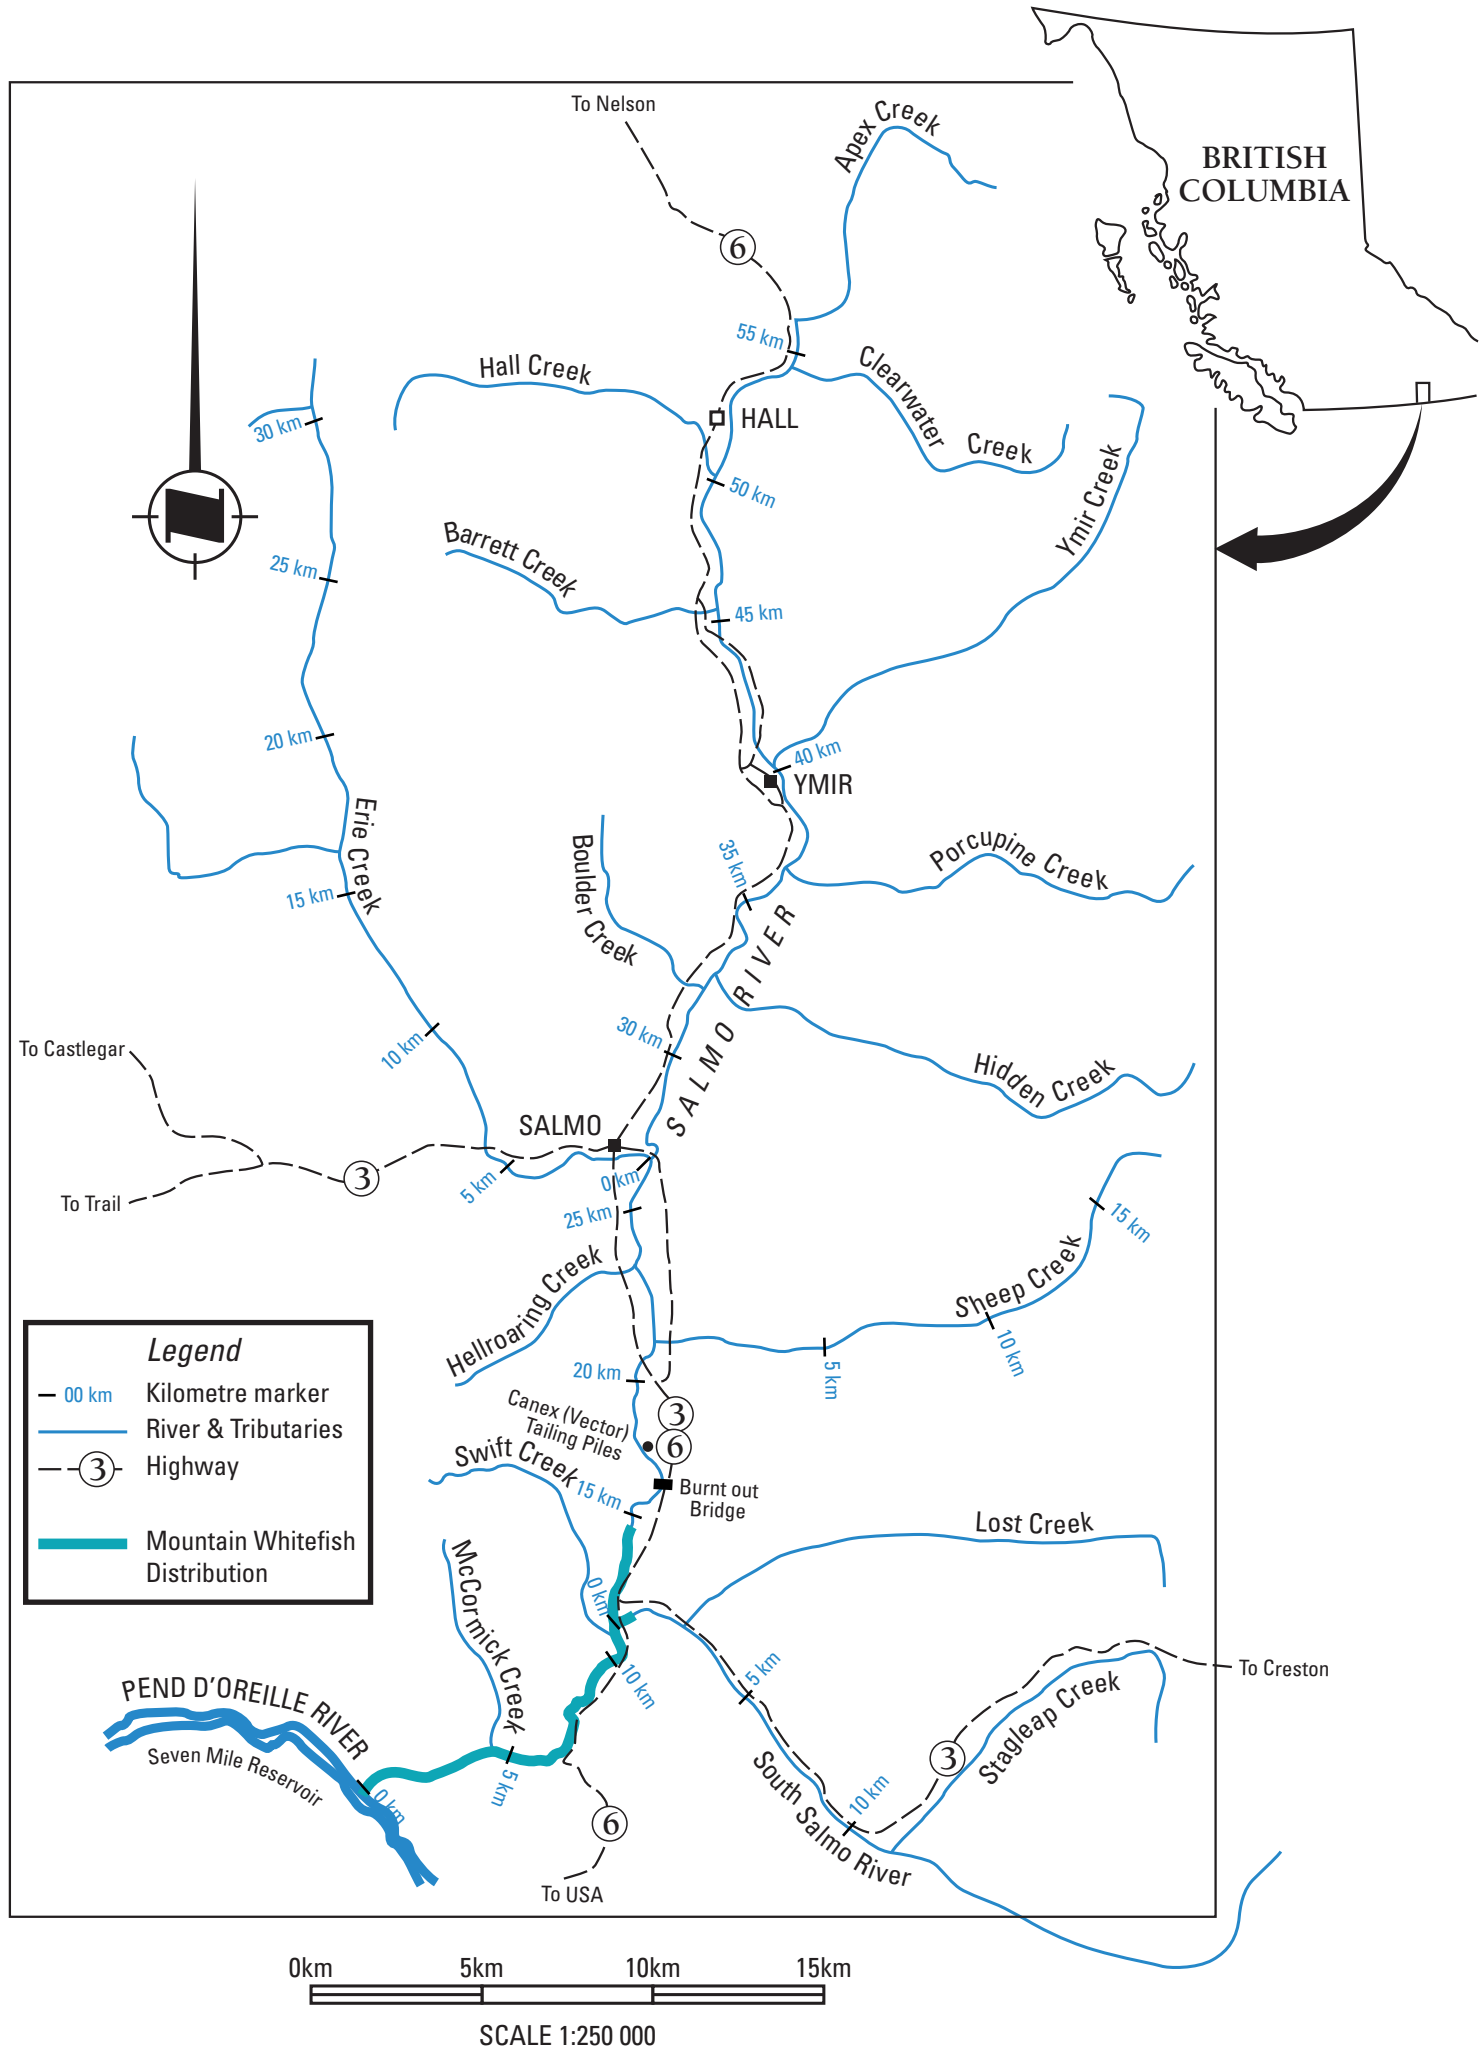 BRITISH
COLUMBIA
To Nelson
6
Apex Creek
55 km
Clearwater Creek
Hall Creek
HALL
30 km
50 km
Ymir Creek
Barrett Creek
25 km
45 km
20 km
40 km
YMIR
Erie Creek
Boulder Creek
35 km
Porcupine Creek
15 km
SALMO RIVER
30 km
10 km
To Castlegar
Hidden Creek
SALMO
3
To Trail
5 km
0 km
25 km
15 km
Hellroaring Creek
Sheep Creek
10 km
5 km
20 km
Legend
00 km Kilometre marker
River & Tributaries
3 Highway
Mountain Whitefish
Distribution
Canex (Vector)
Tailing Piles
3
6
Swift Creek
15 km
Burnt out
Bridge
Lost Creek
McCormick Creek
0 km
10 km
5 km
To Creston
PEND D'OREILLE RIVER
Seven Mile Reservoir
0 km
5 km
South Salmo River
10 km
3
Stagleap Creek
6
To USA
0km 5km 10km 15km
SCALE 1:250 000